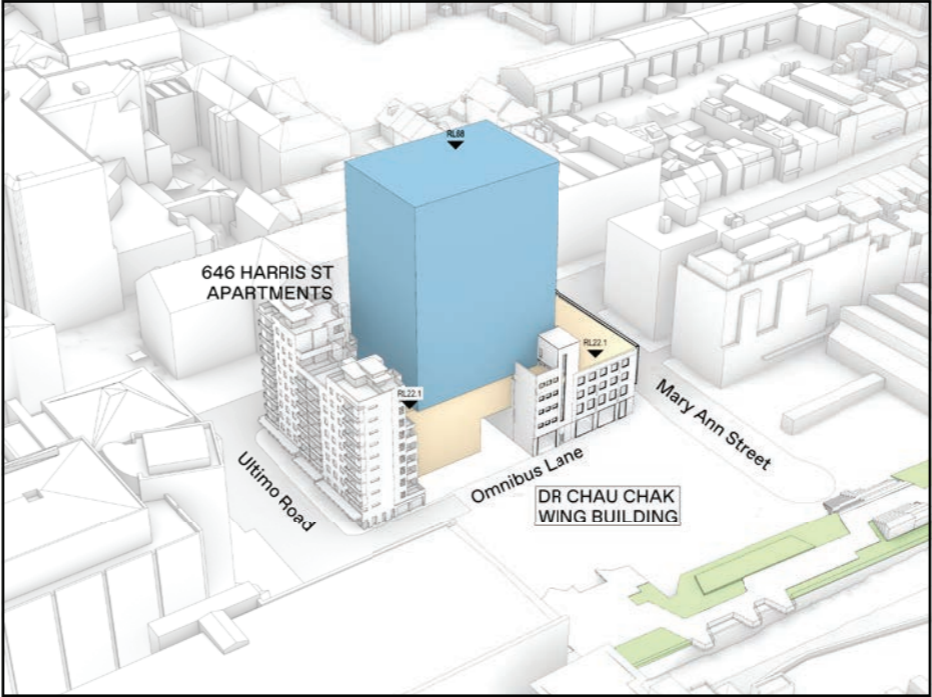 RL68
646 HARRIS ST
APARTMENTS
RL22.1
RL22.1
Mary Ann Street
Ultimo Road
Omnibus Lane
DR CHAU CHAK
WING BUILDING